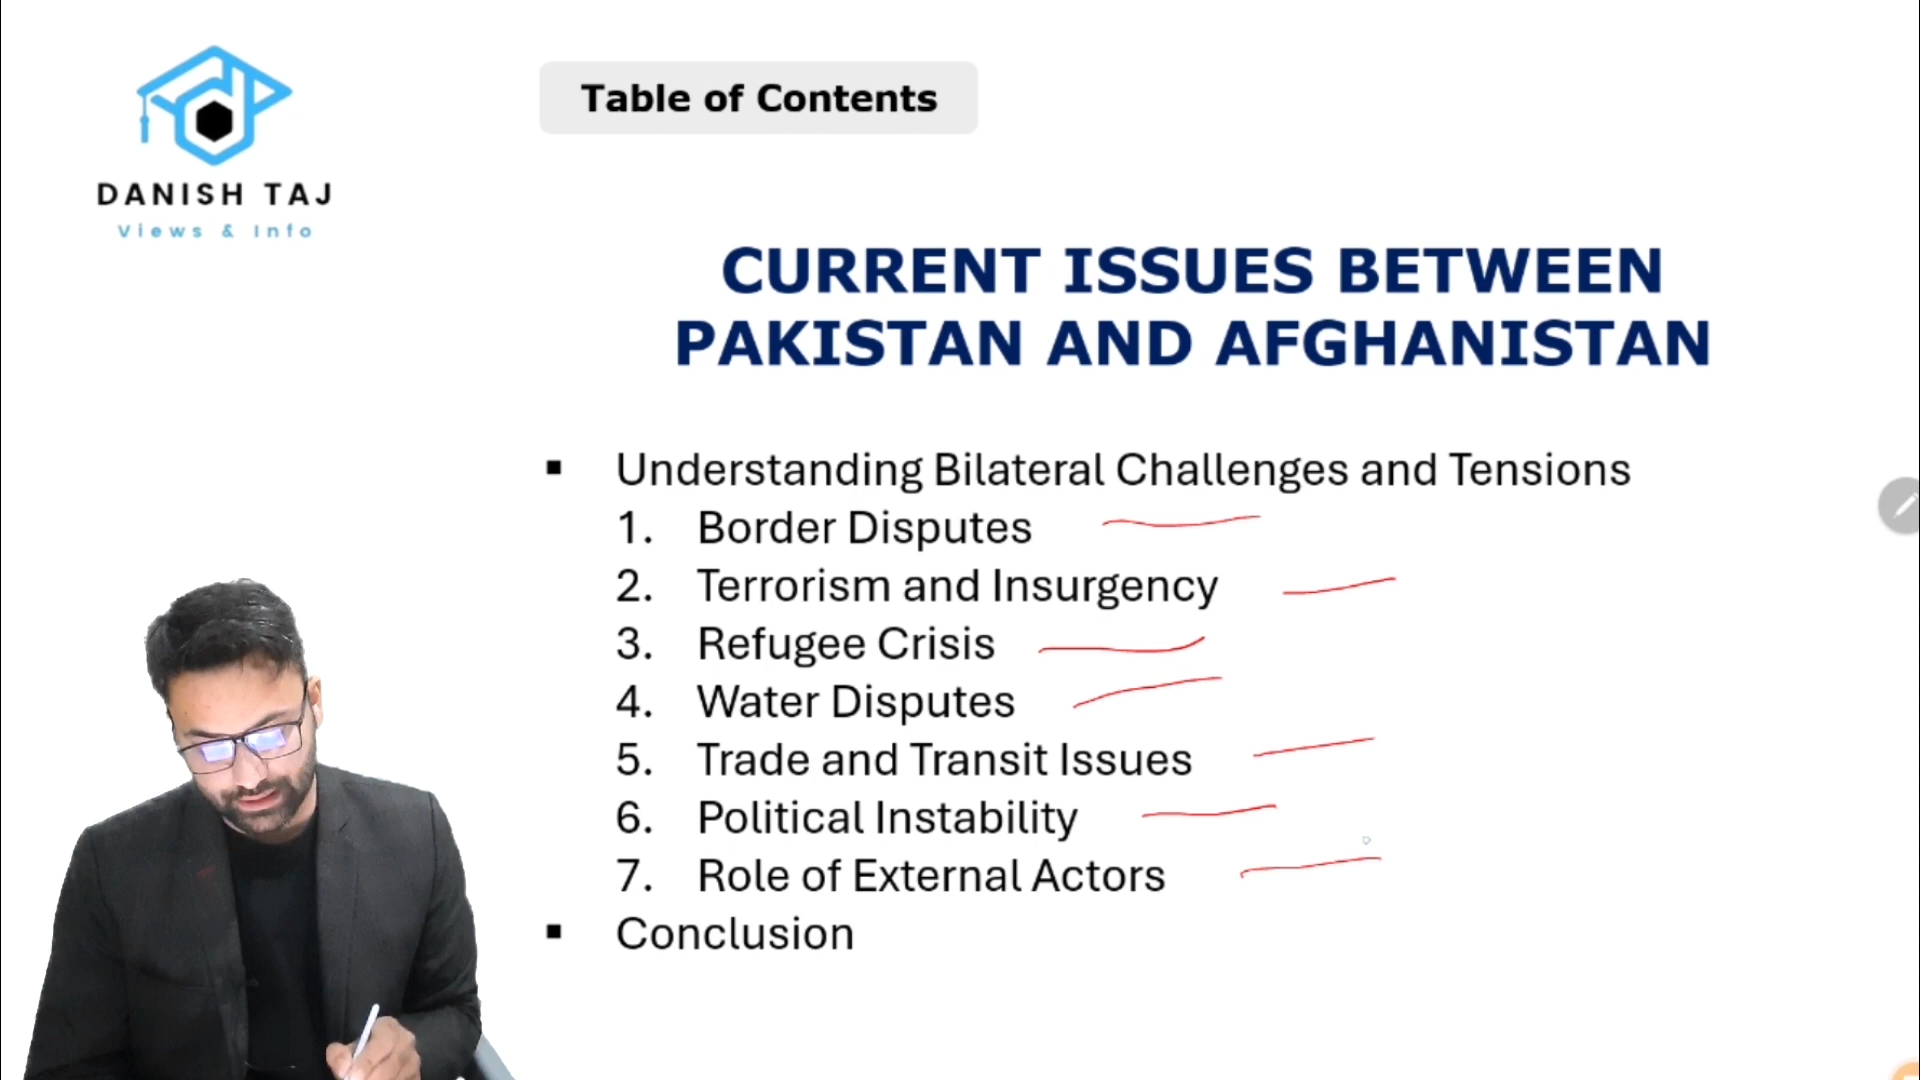 DANISH TAJ
Views & Info
Table of Contents
CURRENT ISSUES BETWEEN
PAKISTAN AND AFGHANISTAN
▪ Understanding Bilateral Challenges and Tensions
1. Border Disputes
2. Terrorism and Insurgency
3. Refugee Crisis
4. Water Disputes
5. Trade and Transit Issues
6. Political Instability
7. Role of External Actors
▪ Conclusion